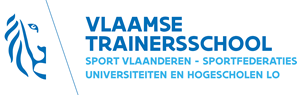 VLAAMSE
TRAINERSSCHOOL
SPORT VLAANDEREN - SPORTFEDERATIES
UNIVERSITEITEN EN HOGESCHOLEN LO